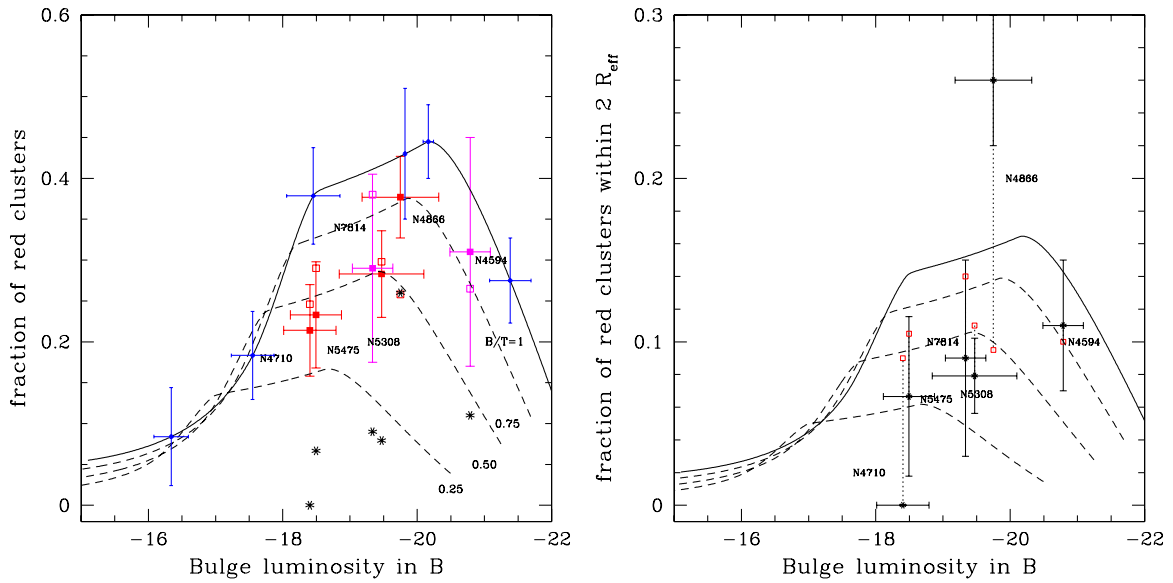 fraction of red clusters
0.6
0.4
0.2
0
N7814
N4866
N4594
B/T=1
N4710
N5475
N5308
0.75
0.50
0.25
−16
−18
−20
−22
Bulge luminosity in B
fraction of red clusters within 2 R_eff
0.3
0.2
0.1
0
N4866
N7814
N4594
N5308
N5475
N4710
−16
−18
−20
−22
Bulge luminosity in B